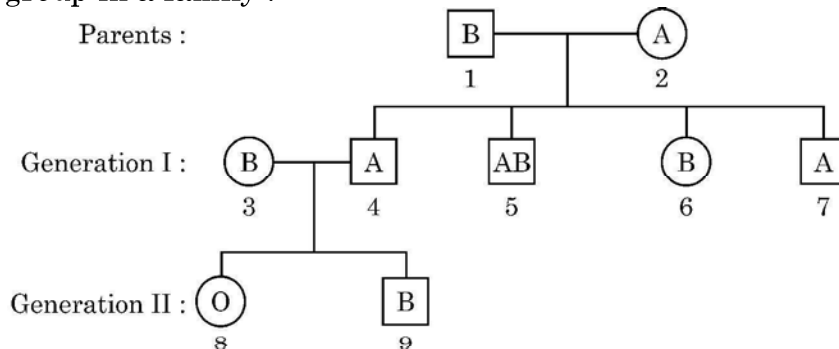 group in a family :
Parents : B A
1 2
Generation I : B A AB B A
3 4 5 6 7
Generation II : O B
8 9